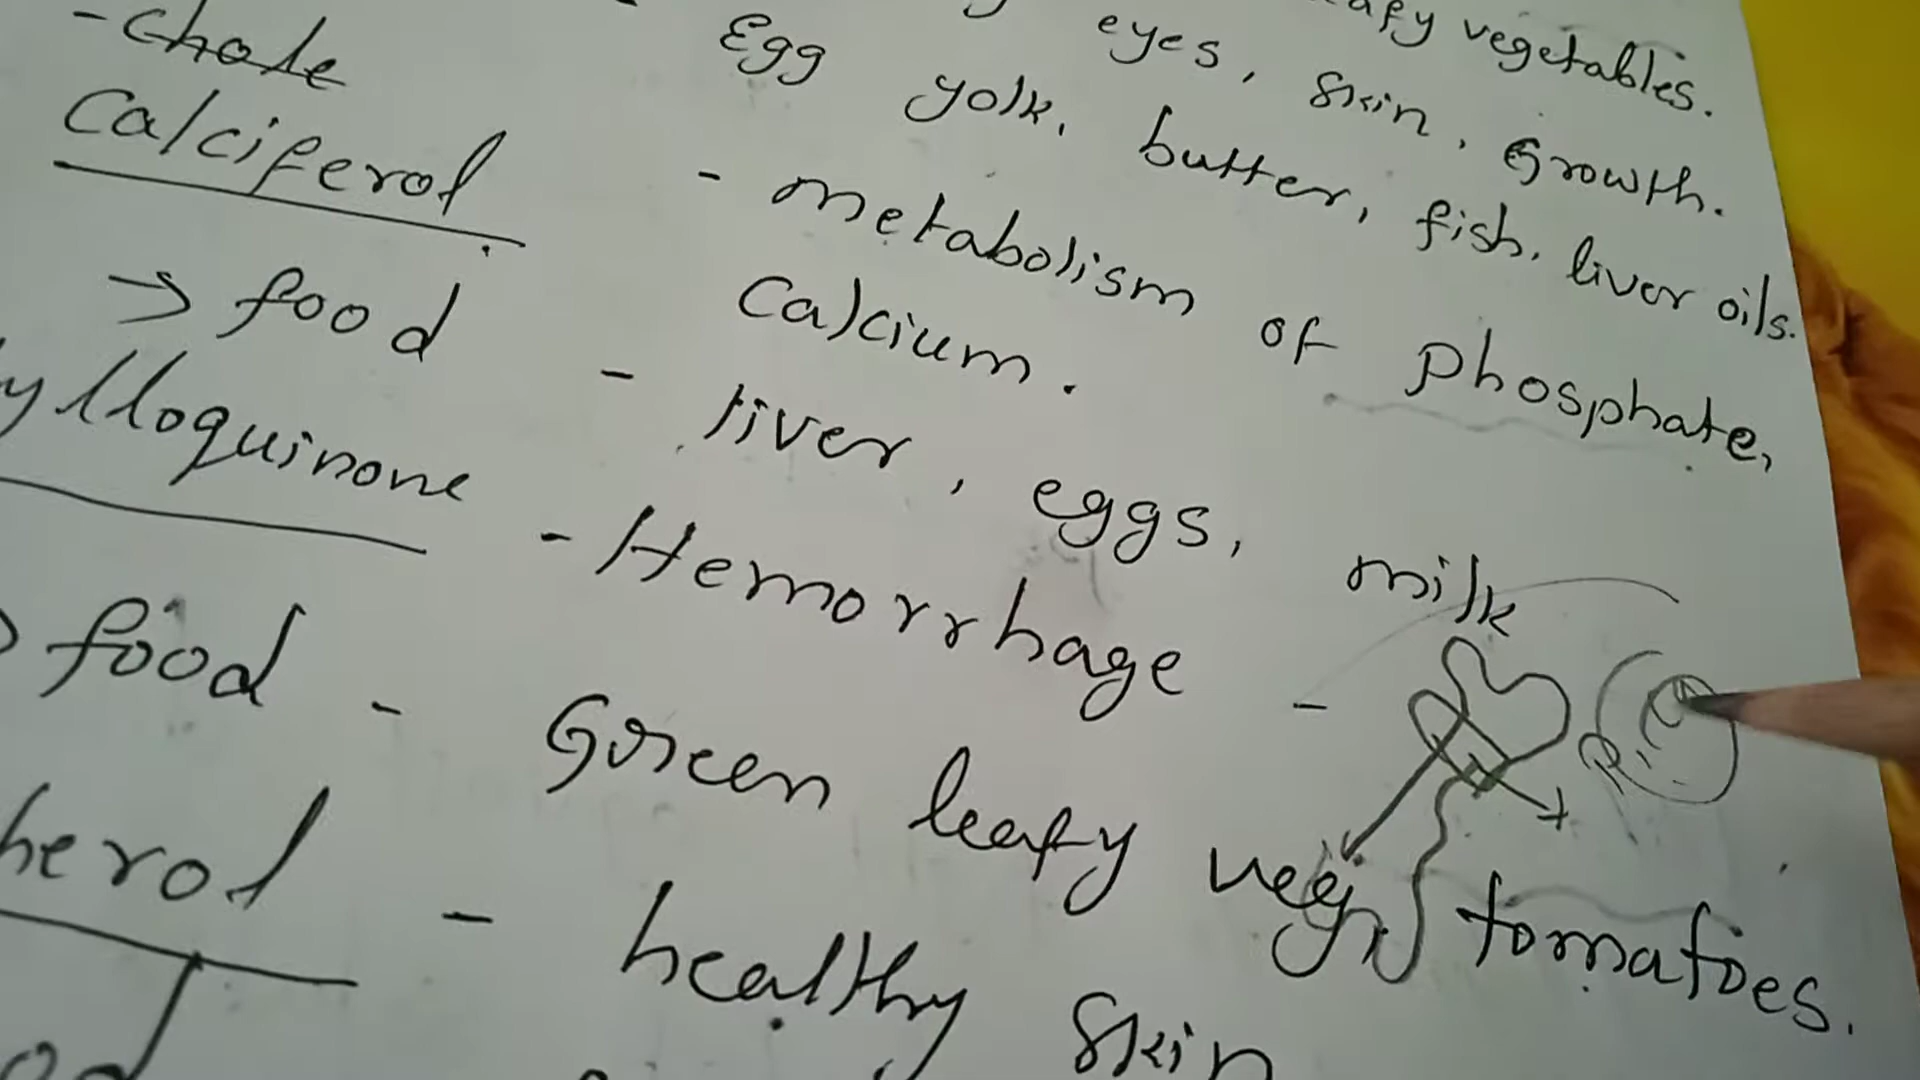 leafy vegetables.
eyes, skin, Growth.
Egg yolk, butter, fish, liver oils.
- chole
Calciferol - metabolism of phosphate,
Calcium.
→ food - liver, eggs, milk
ylloquinone - Hemorrhage -
food - Green leafy veg, tomatoes.
herol - healthy skin